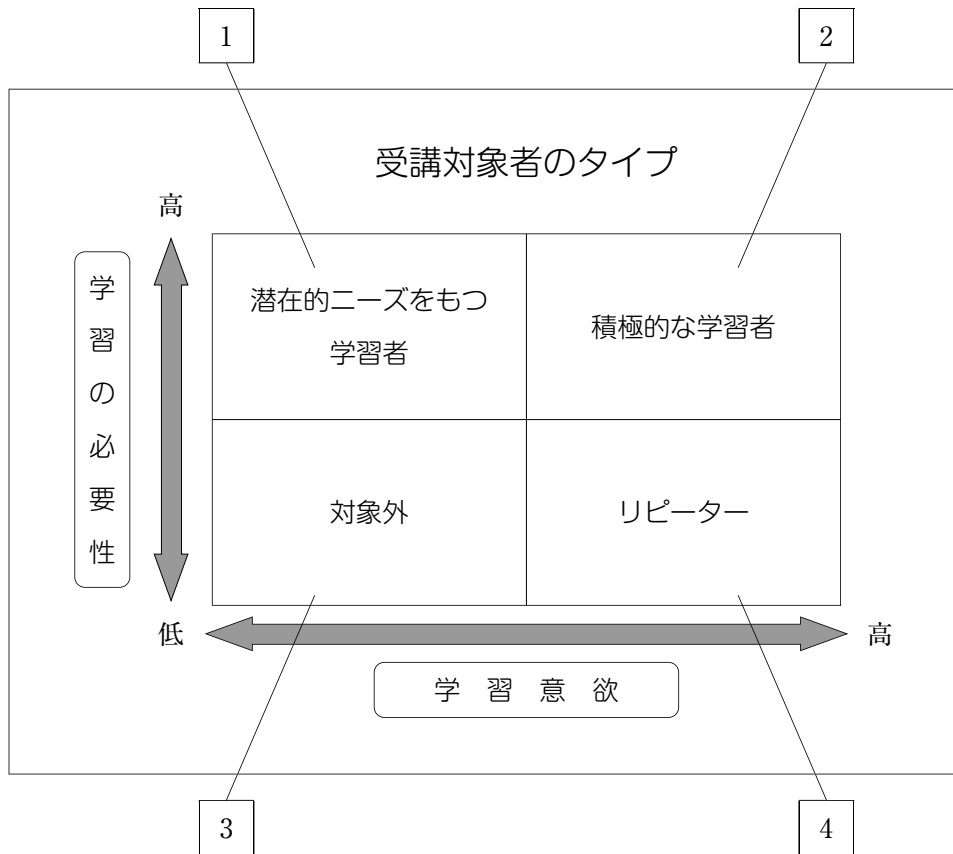 1
2
受講対象者のタイプ
高
学習の必要性
潜在的ニーズをもつ
学習者
積極的な学習者
対象外
リピーター
低
高
学習意欲
3
4